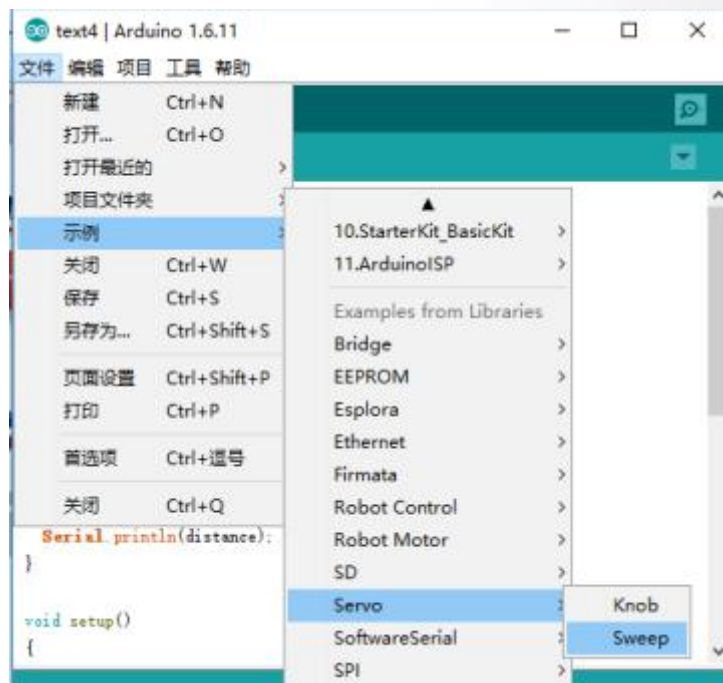 text4 | Arduino 1.6.11
文件 编辑 项目 工具 帮助
新建 Ctrl+N
打开... Ctrl+O
打开最近的
项目文件夹
示例
关闭 Ctrl+W
保存 Ctrl+S
另存为... Ctrl+Shift+S
页面设置 Ctrl+Shift+P
打印 Ctrl+P
首选项 Ctrl+逗号
关闭 Ctrl+Q
10.StarterKit_BasicKit
11.ArduinoISP
Examples from Libraries
Bridge
EEPROM
Esplora
Ethernet
Firmata
Robot Control
Robot Motor
SD
Servo
SoftwareSerial
SPI
Knob
Sweep
Serial.println(distance);
}
void setup()
{